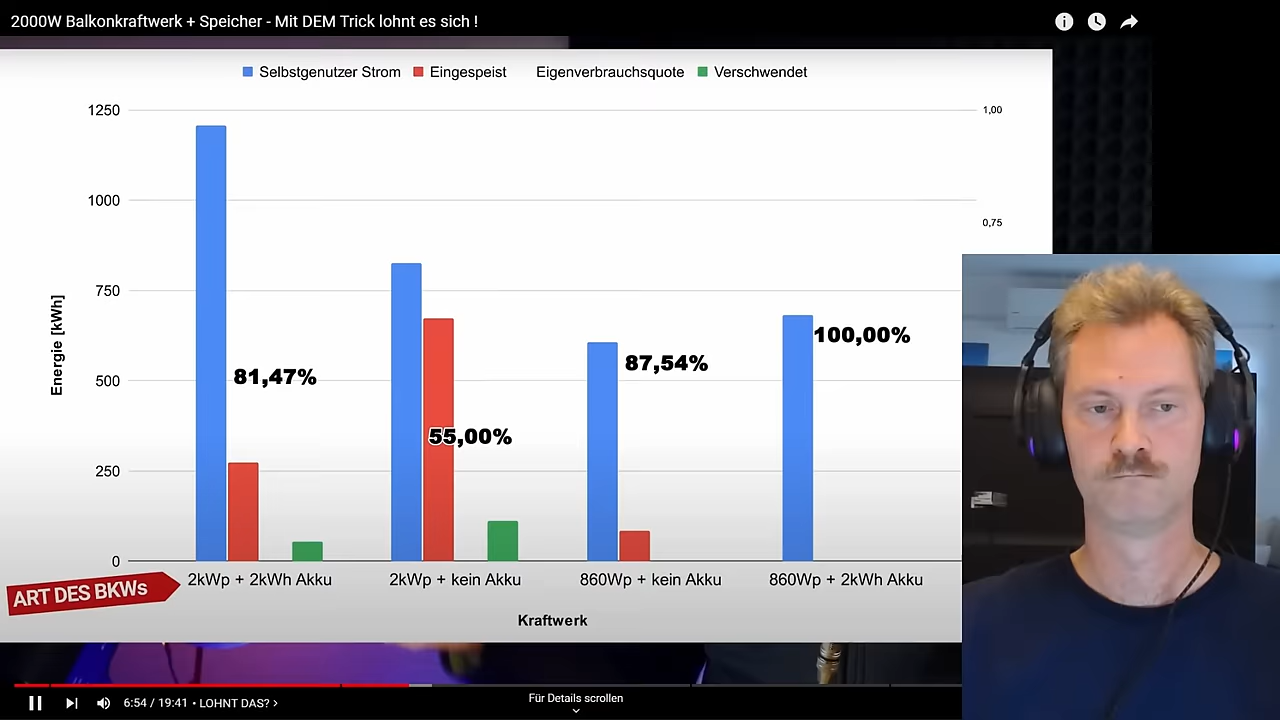 2000W Balkonkraftwerk + Speicher - Mit DEM Trick lohnt es sich !
Selbstgenutzer Strom Eingespeist Eigenverbrauchsquote Verschwendet
1250
1,00
1000
0,75
750
100,00%
87,54%
500
81,47%
55,00%
250
0
Energie [kWh]
2kWp + 2kWh Akku 2kWp + kein Akku 860Wp + kein Akku 860Wp + 2kWh Akku
ART DES BKWs
Kraftwerk
Für Details scrollen
6:54 / 19:41 • LOHNT DAS? ›